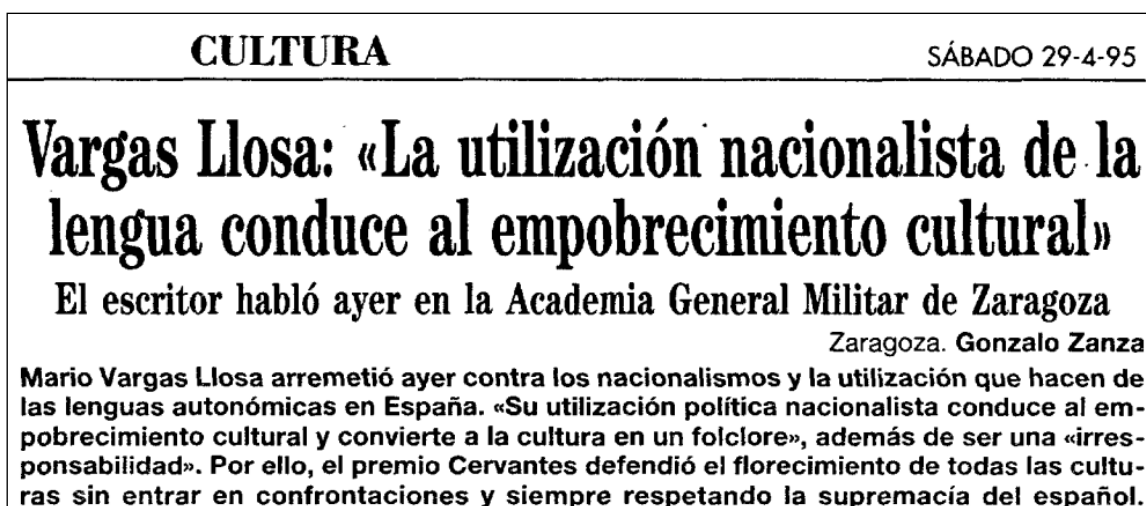 CULTURA
SÁBADO 29-4-95
Vargas Llosa: «La utilización nacionalista de la
lengua conduce al empobrecimiento cultural»
El escritor habló ayer en la Academia General Militar de Zaragoza
Zaragoza. Gonzalo Zanza
Mario Vargas Llosa arremetió ayer contra los nacionalismos y la utilización que hacen de
las lenguas autonómicas en España. «Su utilización política nacionalista conduce al em-
pobrecimiento cultural y convierte a la cultura en un folclore», además de ser una «irres-
ponsabilidad». Por ello, el premio Cervantes defendió el florecimiento de todas las cultu-
ras sin entrar en confrontaciones y siempre respetando la supremacía del español.